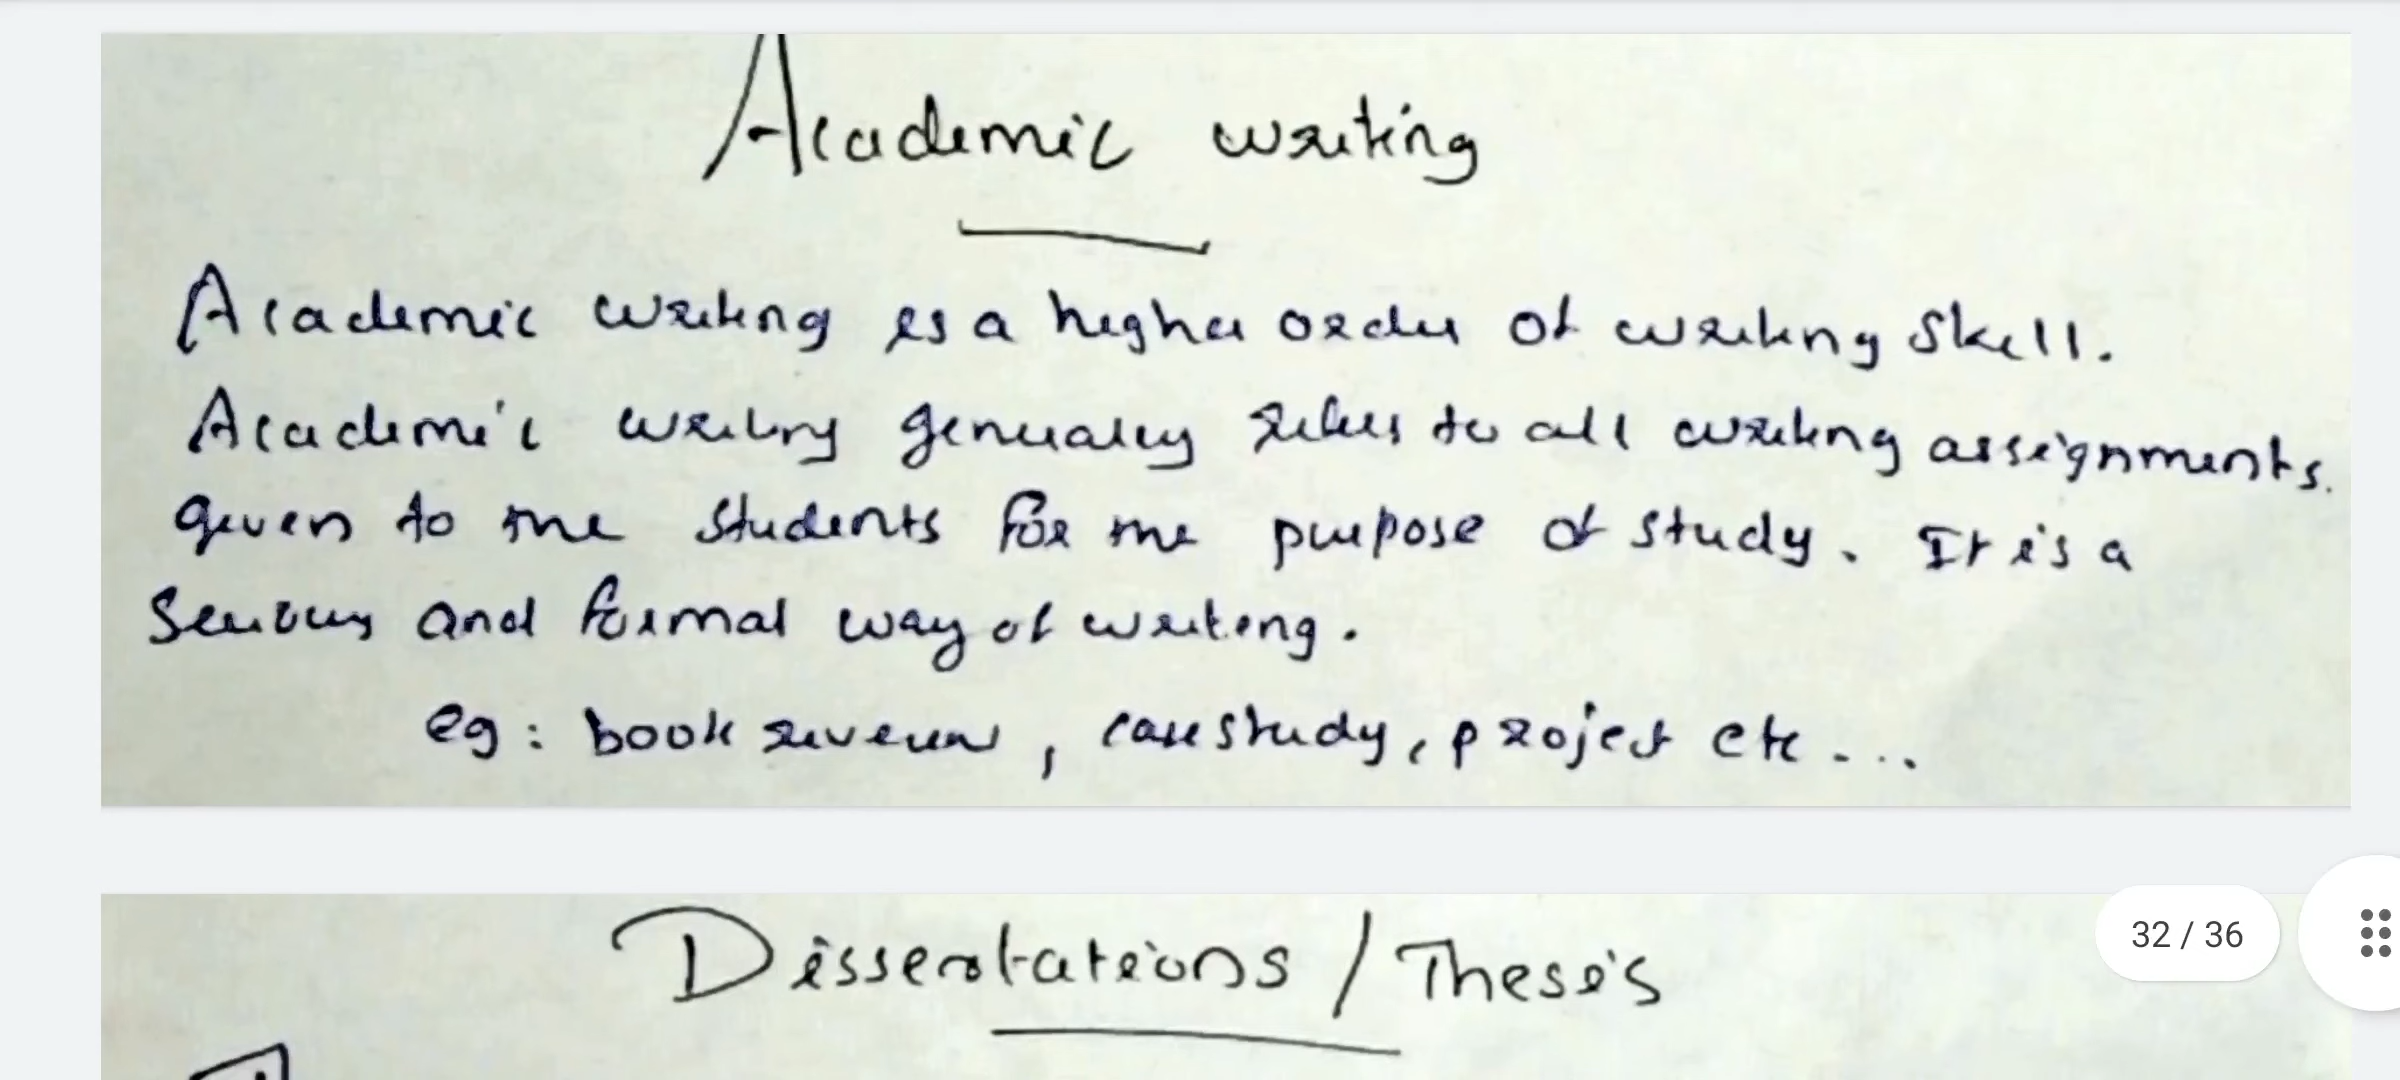 Academic writing
Academic writing is a higher order of writing skill.
Academic writing generally refers to all writing assignments.
given to the students for the purpose of study. It is a
serious and formal way of writing.
eg: book review, case study, project etc...
32 / 36
Dissertations / Thesis